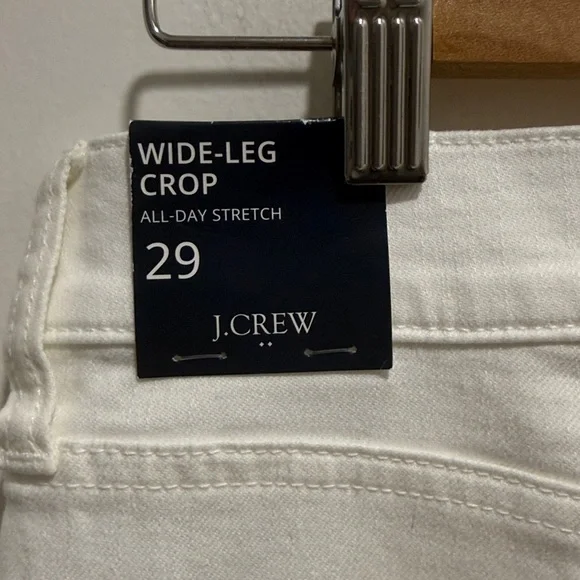 WIDE-LEG
CROP
ALL-DAY STRETCH
29
J.CREW